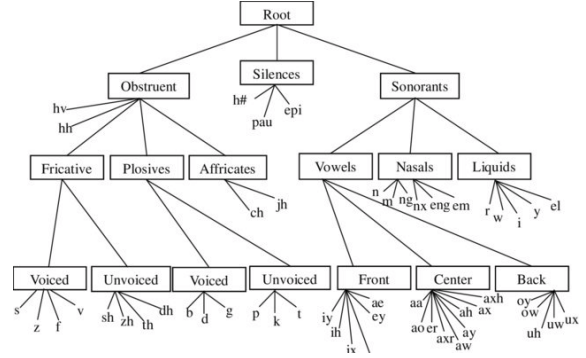 Root
Obstruent
Silences
Sonorants
hv
hh
h#
pau
epi
Fricative
Plosives
Affricates
Vowels
Nasals
Liquids
ch
jh
n
m
ng
nx
eng
em
r
w
i
y
el
Voiced
Unvoiced
Voiced
Unvoiced
Front
Center
Back
s
z
f
v
sh
zh
th
dh
b
d
g
p
k
t
iy
ih
ix
ey
ae
aa
ao
er
axr
aw
ay
ah
ax
axh
oy
ow
uh
uw
ux